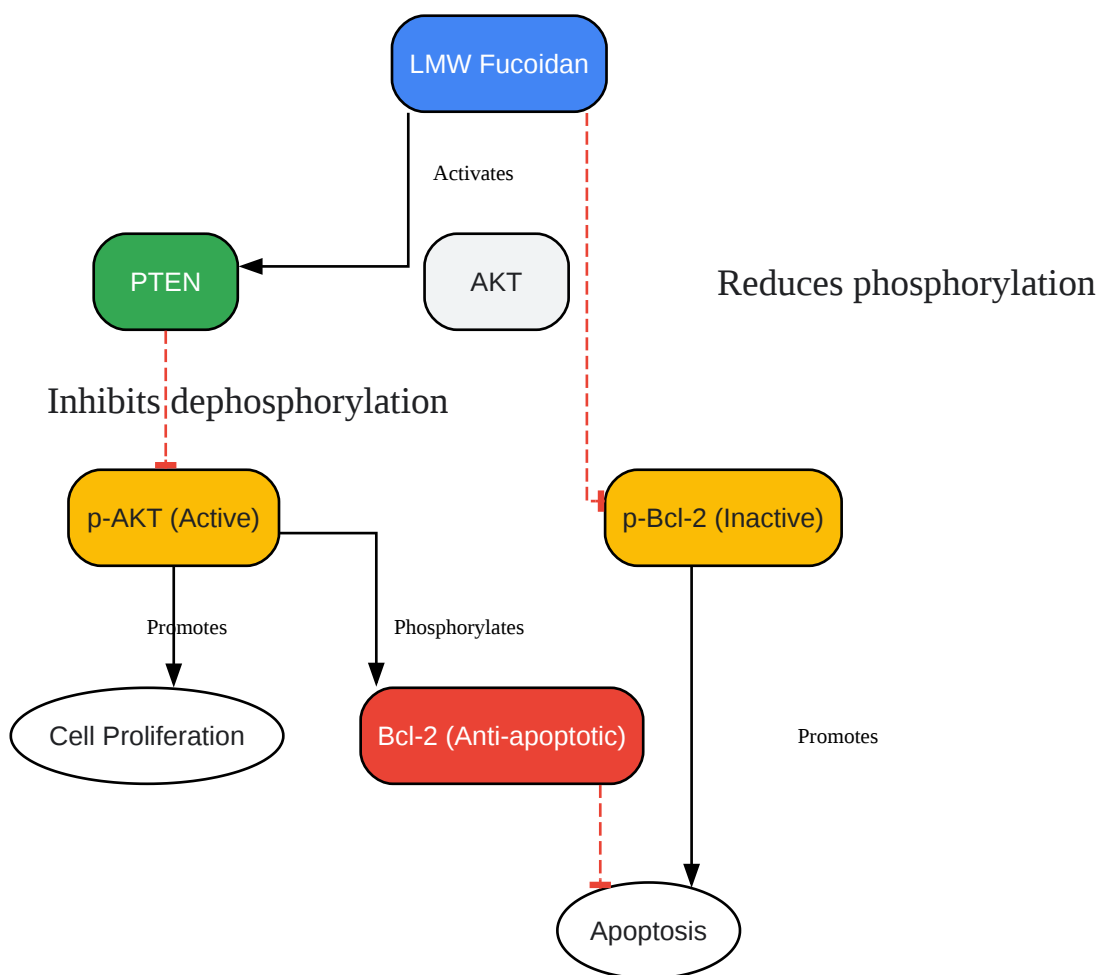 LMW Fucoidan
Activates
PTEN
AKT
Reduces phosphorylation
Inhibits dephosphorylation
p-AKT (Active)
p-Bcl-2 (Inactive)
Promotes
Phosphorylates
Cell Proliferation
Bcl-2 (Anti-apoptotic)
Promotes
Apoptosis